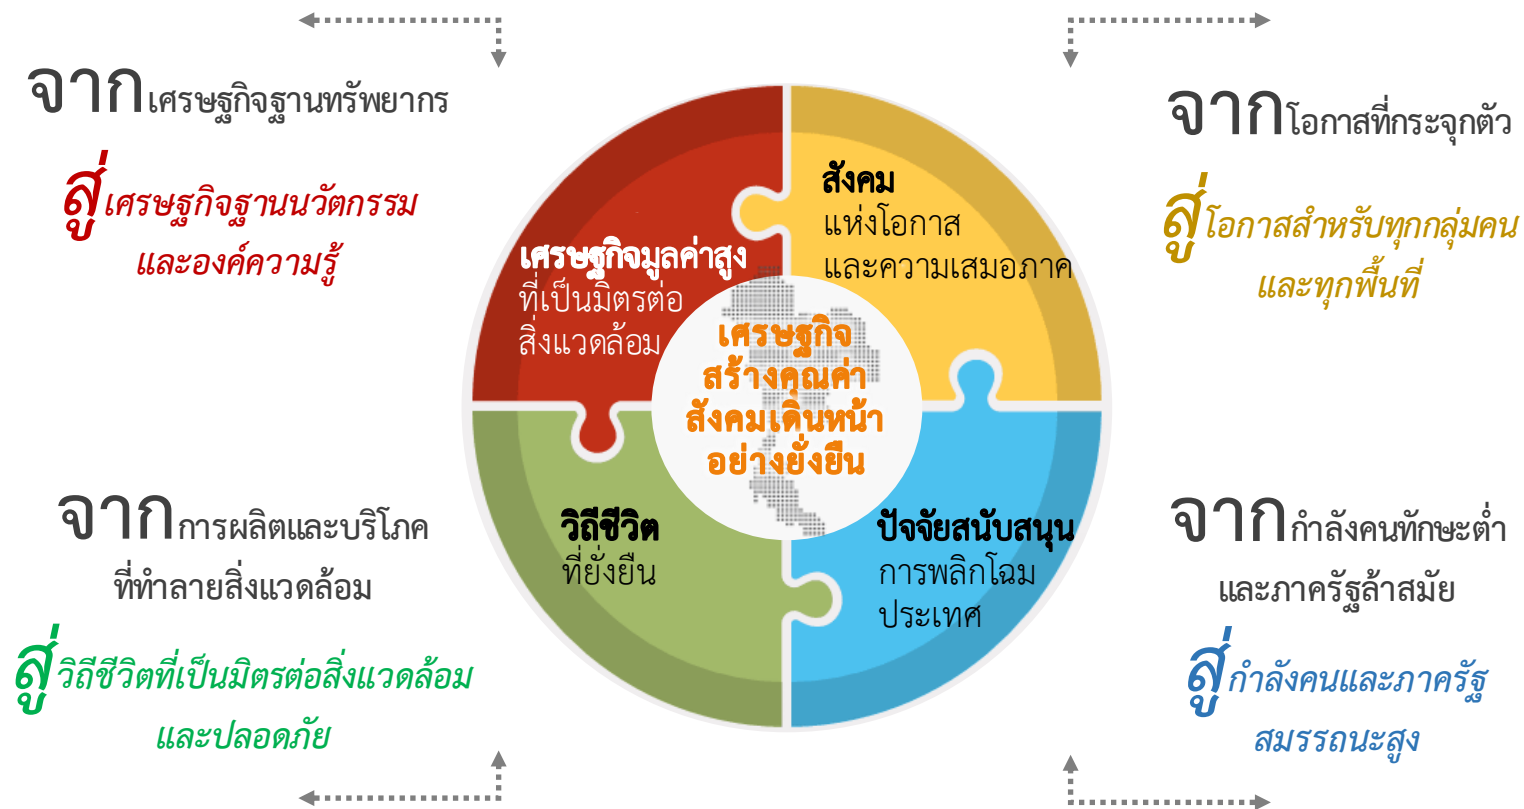 จากเศรษฐกิจฐานทรัพยากร
สู่เศรษฐกิจฐานนวัตกรรม
และองค์ความรู้
จากโอกาสที่กระจุกตัว
สู่โอกาสสำหรับทุกกลุ่มคน
และทุกพื้นที่
เศรษฐกิจมูลค่าสูง
ที่เป็นมิตรต่อ
สิ่งแวดล้อม
สังคม
แห่งโอกาส
และความเสมอภาค
เศรษฐกิจ
สร้างคุณค่า
สังคมเดินหน้า
อย่างยั่งยืน
วิถีชีวิต
ที่ยั่งยืน
ปัจจัยสนับสนุน
การพลิกโฉม
ประเทศ
จากการผลิตและบริโภค
ที่ทำลายสิ่งแวดล้อม
สู่วิถีชีวิตที่เป็นมิตรต่อสิ่งแวดล้อม
และปลอดภัย
จากกำลังคนทักษะต่ำ
และภาครัฐล้าสมัย
สู่กำลังคนและภาครัฐ
สมรรถนะสูง